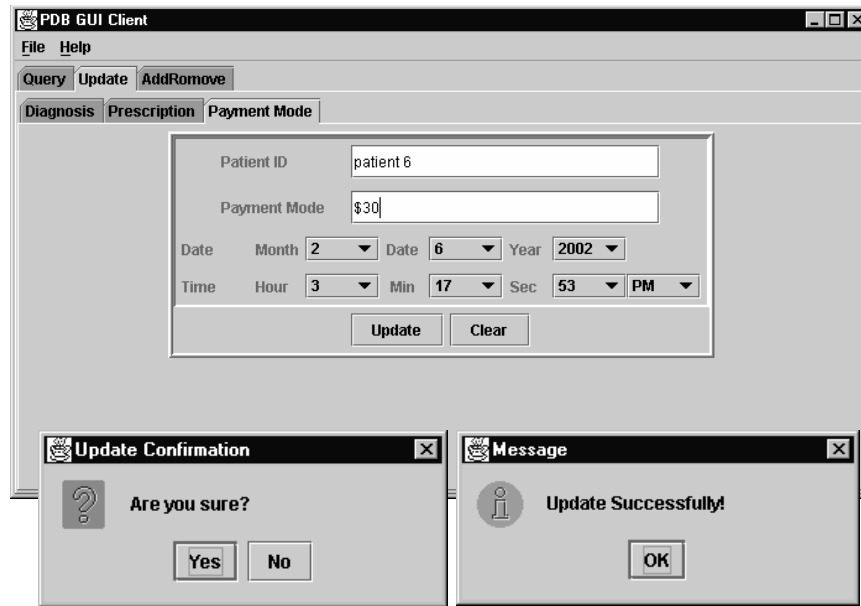 PDB GUI Client
File Help
Query Update AddRomove
Diagnosis Prescription Payment Mode
Patient ID patient 6
Payment Mode $30
Date Month 2 Date 6 Year 2002
Time Hour 3 Min 17 Sec 53 PM
Update Clear
Update Confirmation
Are you sure?
Yes No
Message
Update Successfully!
OK